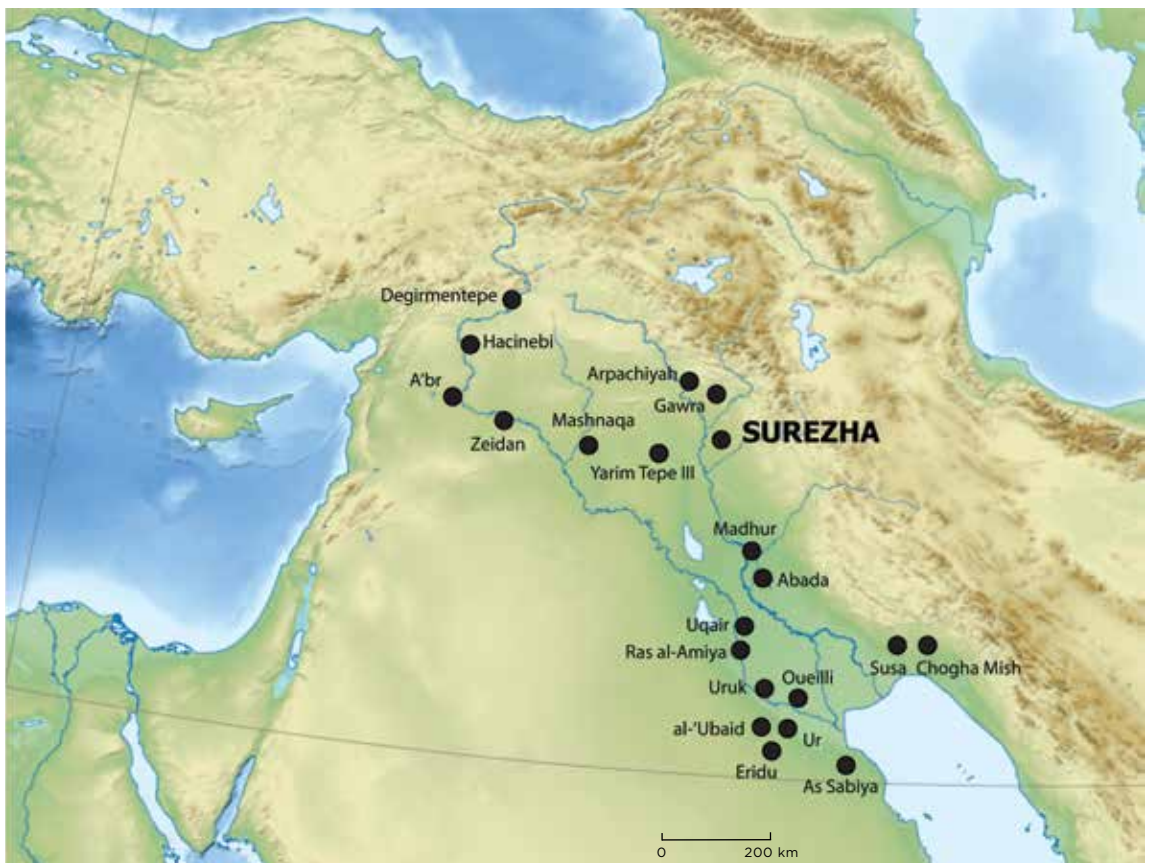 Degirmentepe
Hacinebi
A'br
Arpachiyah
Gawra
Mashnaqa
SUREZHA
Zeidan
Yarim Tepe III
Madhur
Abada
Uqair
Ras al-Amiya
Susa Chogha Mish
Oueilli
Uruk
al-'Ubaid
Ur
Eridu
As Sabiya
0 200 km